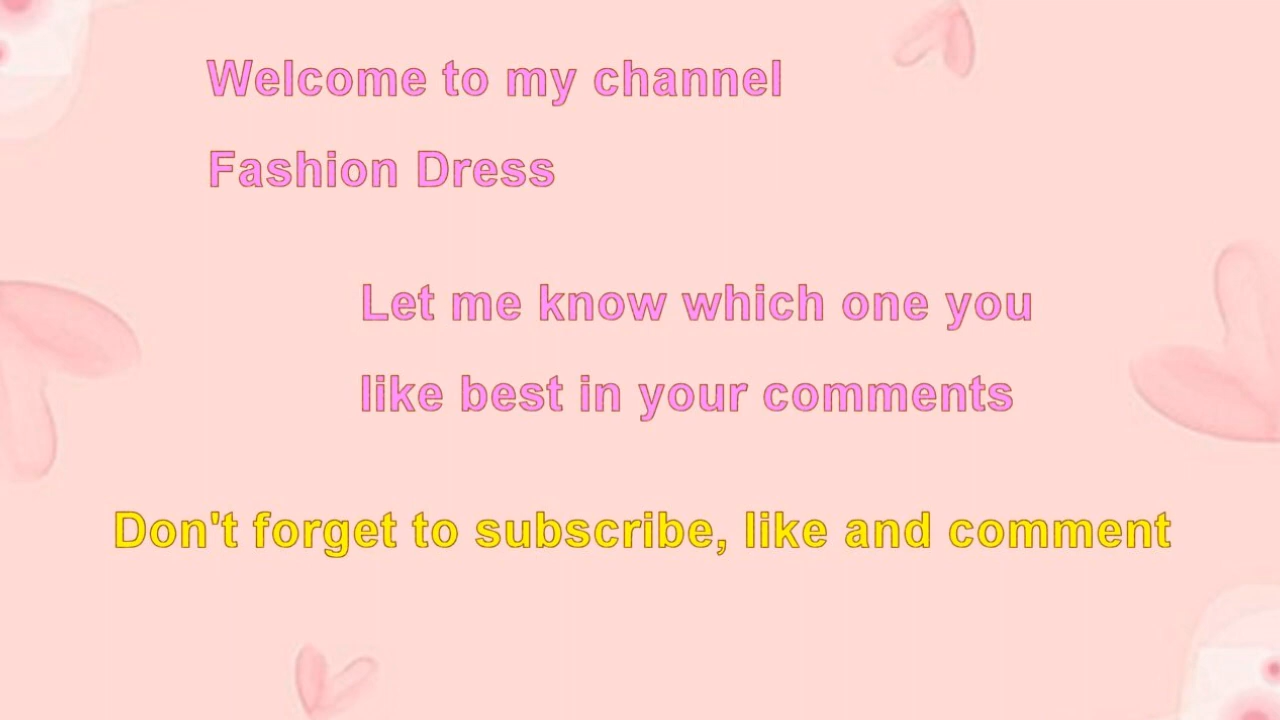 Welcome to my channel
Fashion Dress
Let me know which one you
like best in your comments
Don't forget to subscribe, like and comment